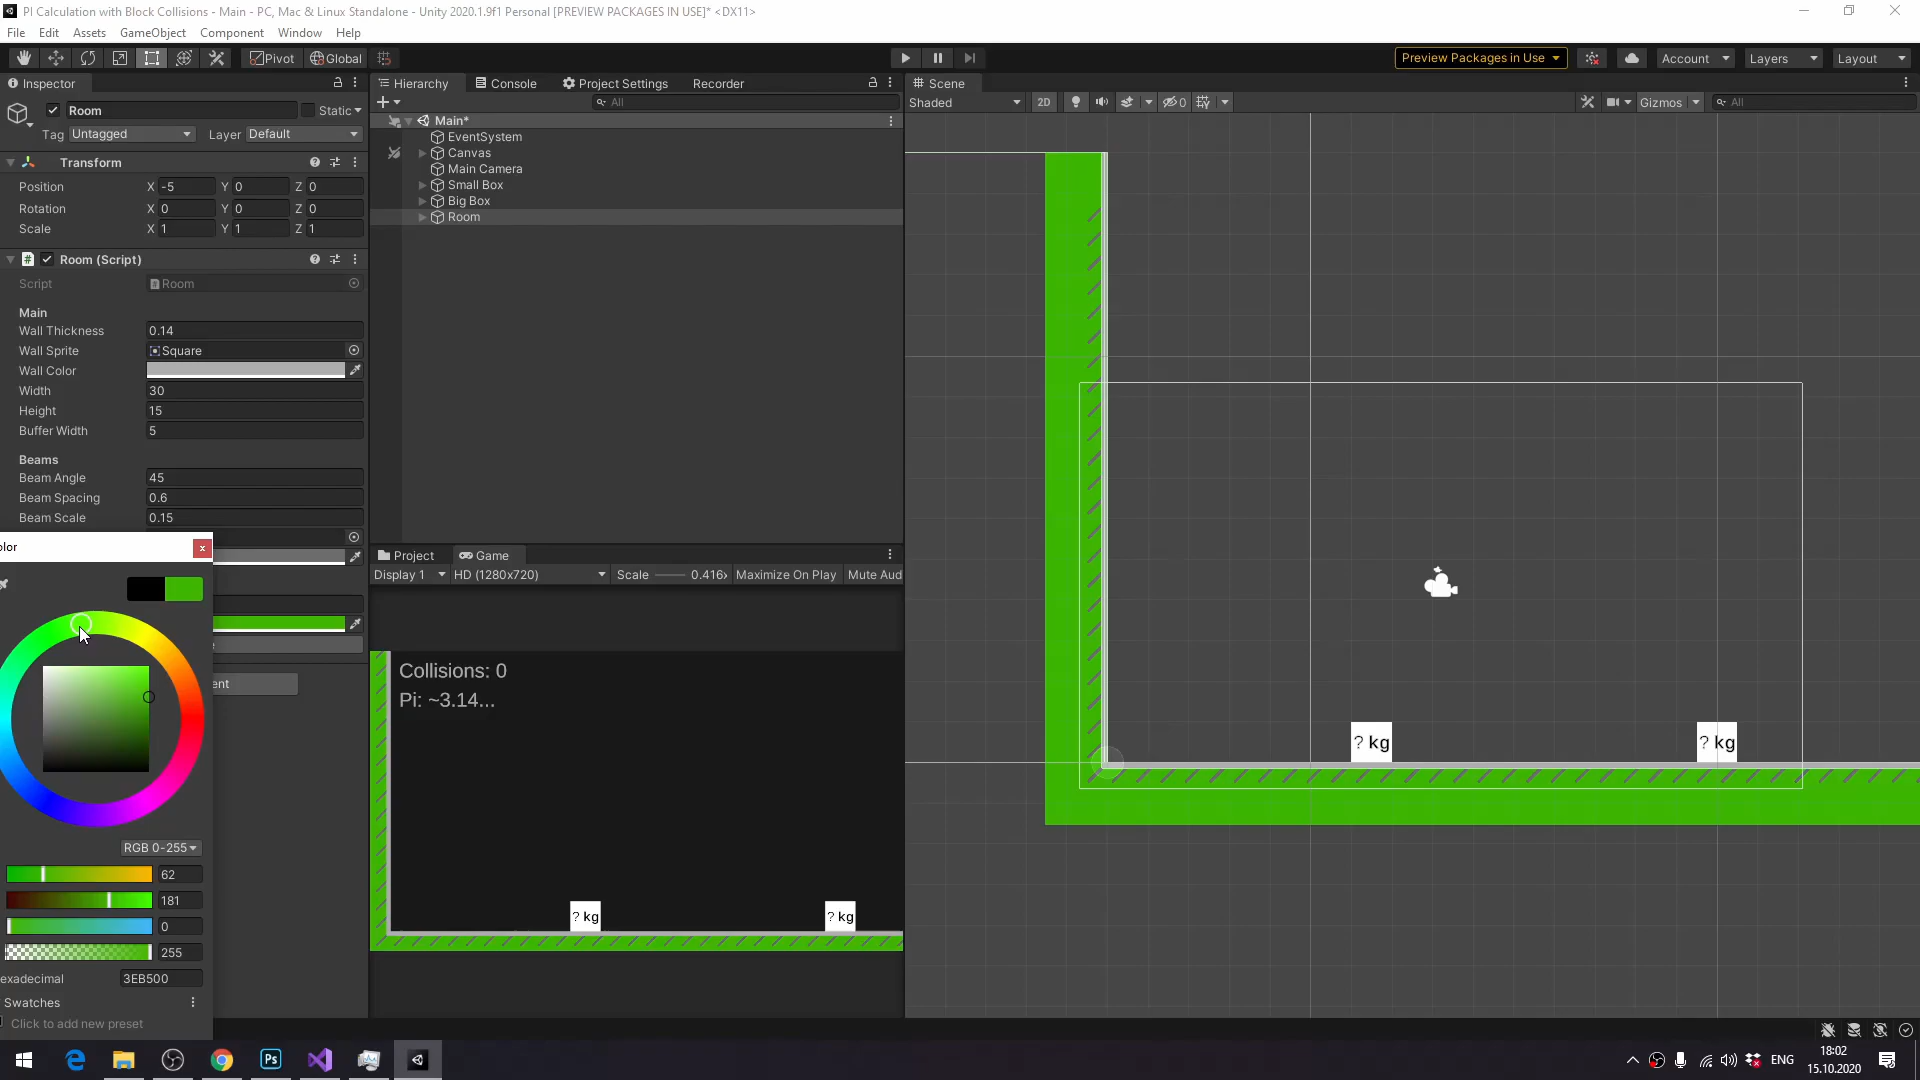 PI Calculation with Block Collisions - Main - PC, Mac & Linux Standalone - Unity 2020.1.9f1 Personal [PREVIEW PACKAGES IN USE]* <DX11>
File Edit Assets GameObject Component Window Help
Pivot Global Preview Packages in Use Account Layers Layout
Inspector Hierarchy Console Project Settings Recorder Scene
All Shaded 2D 0 Gizmos All
Room Static
Tag Untagged Layer Default
Transform
Position X -5 Y 0 Z 0
Rotation X 0 Y 0 Z 0
Scale X 1 Y 1 Z 1
Room (Script)
Script Room
Main
Wall Thickness 0.14
Wall Sprite Square
Wall Color
Width 30
Height 15
Buffer Width 5
Beams
Beam Angle 45
Beam Spacing 0.6
Beam Scale 0.15
olor
ent
RGB 0-255
62
181
0
255
exadecimal 3EB500
Swatches
Click to add new preset
Main*
EventSystem
Canvas
Main Camera
Small Box
Big Box
Room
Project Game
Display 1 HD (1280x720) Scale 0.416 Maximize On Play Mute Aud
Collisions: 0
Pi: ~3.14...
? kg ? kg
? kg ? kg
Ps ENG
18:02
15.10.2020